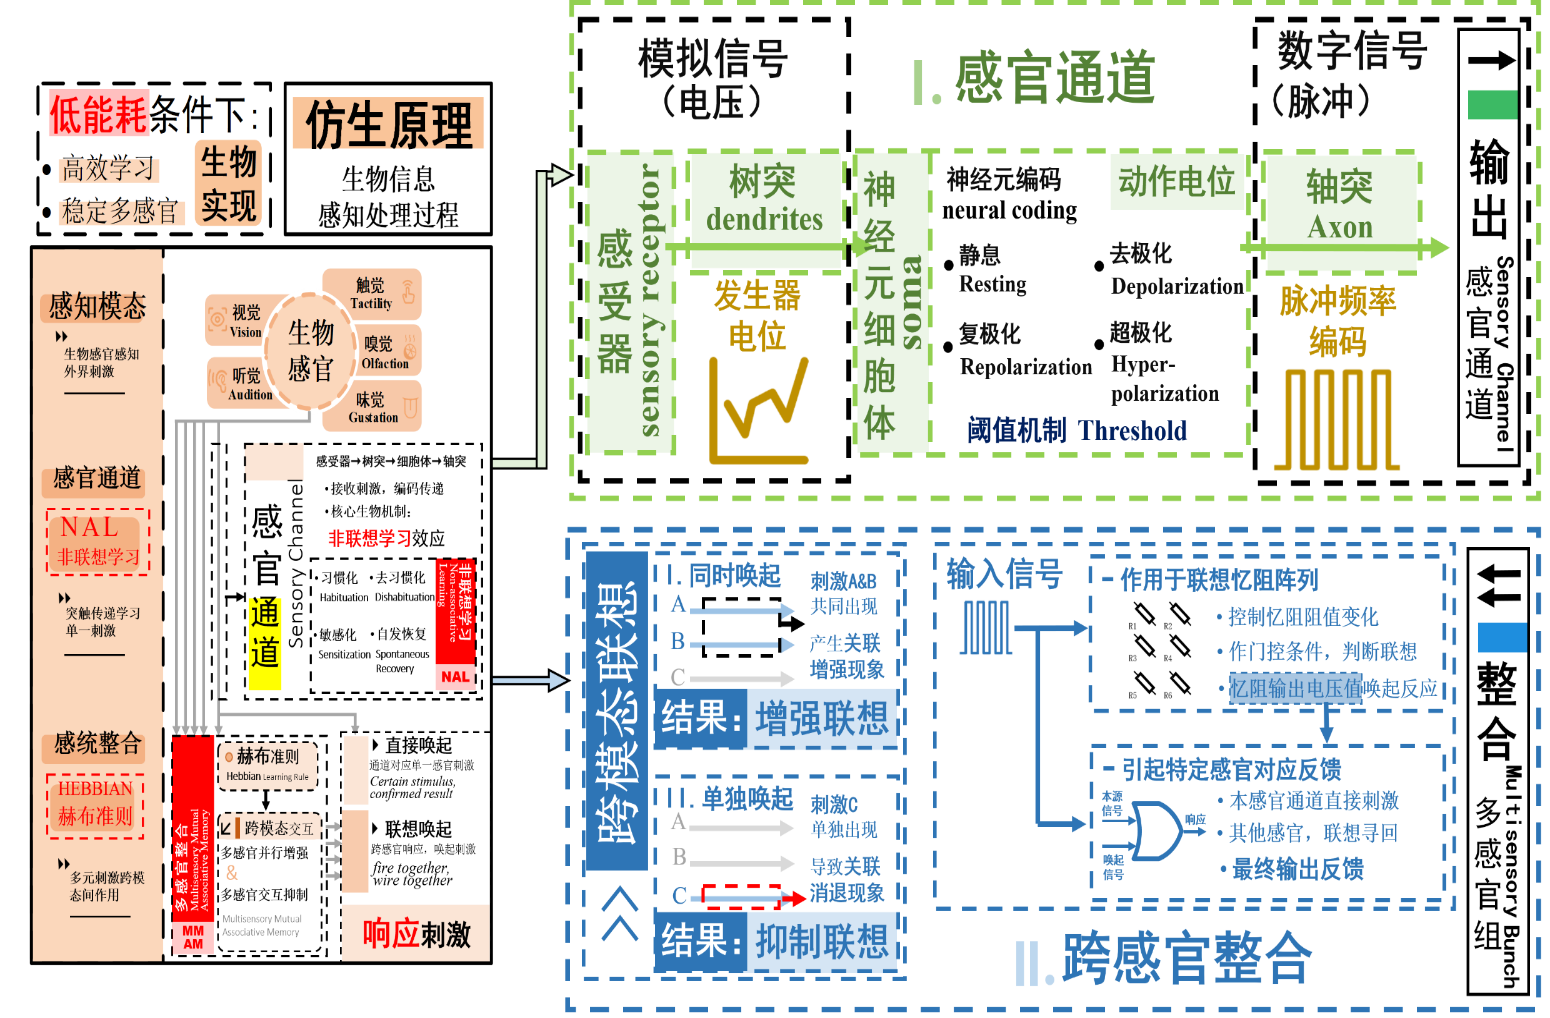 低能耗条件下:
• 高效学习
• 稳定多感官
生物
实现
仿生原理
生物信息
感知处理过程
感知模态
生物感官感知
外界刺激
感官通道
NAL
非联想学习
突触传递学习
单一刺激
感统整合
HEBBIAN
赫布准则
多元刺激跨模
态间作用
触觉
Tactility
视觉
Vision
生物
感官
嗅觉
Olfaction
听觉
Audition
味觉
Gustation
感官通道
Sensory Channel
感受器→树突→细胞体→轴突
•接收刺激，编码传递
•核心生物机制：
非联想学习效应
•习惯化
Habituation
•去习惯化
Dishabituation
•敏感化
Sensitization
•自发恢复
Spontaneous
Recovery
非联想学习
Non-associative
Learning
NAL
多感官整合
Multisensory Mutual
Associative Memory
MM
AM
赫布准则
Hebbian Learning Rule
跨模态交互
多感官并行增强
&
多感官交互抑制
Multisensory Mutual
Associative Memory
直接唤起
通道对应单一感官刺激
Certain stimulus,
confirmed result
联想唤起
跨感官响应，唤起刺激
fire together,
wire together
响应刺激
模拟信号
（电压）
I. 感官通道
数字信号
（脉冲）
感受器
sensory receptor
树突
dendrites
发生器
电位
神经元细胞体
soma
神经元编码
neural coding
动作电位
•静息
Resting
•去极化
Depolarization
•复极化
Repolarization
•超极化
Hyper-
polarization
阈值机制 Threshold
轴突
Axon
脉冲频率
编码
输出
感官通道
Sensory Channel
跨模态联想
I. 同时唤起
A
B
C
刺激A&B
共同出现
产生关联
增强现象
结果：增强联想
II. 单独唤起
A
B
C
刺激C
单独出现
导致关联
消退现象
结果：抑制联想
输入信号
– 作用于联想忆阻阵列
R1
R2
R3
R4
R5
R6
• 控制忆阻阻值变化
• 作门控条件，判断联想
• 忆阻输出电压值唤起反应
– 引起特定感官对应反馈
本源
信号
唤起
信号
响应
• 本感官通道直接刺激
• 其他感官，联想寻回
• 最终输出反馈
II. 跨感官整合
整合
多感官组
Multisensory Bunch